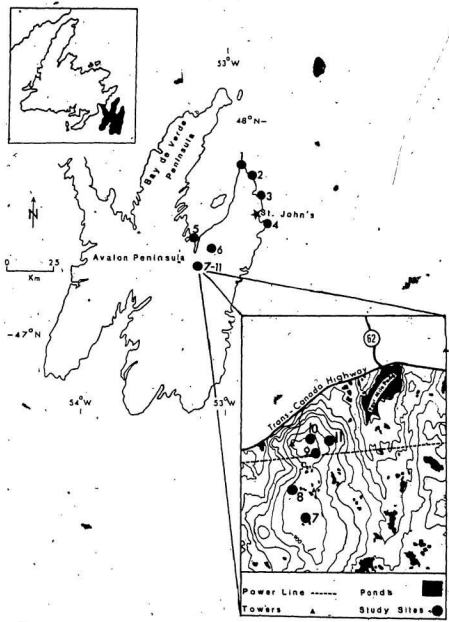 53°W
48°N
Bay de Verde
Peninsula
1
2
3
St. John's
4
N
5
6
Avalon Peninsula
7-11
0 25
Km
47°N
54°W
53°W
62
Trans-Canada Highway
10
11
9
8
7
Power Line
Ponds
Towers
Study Sites